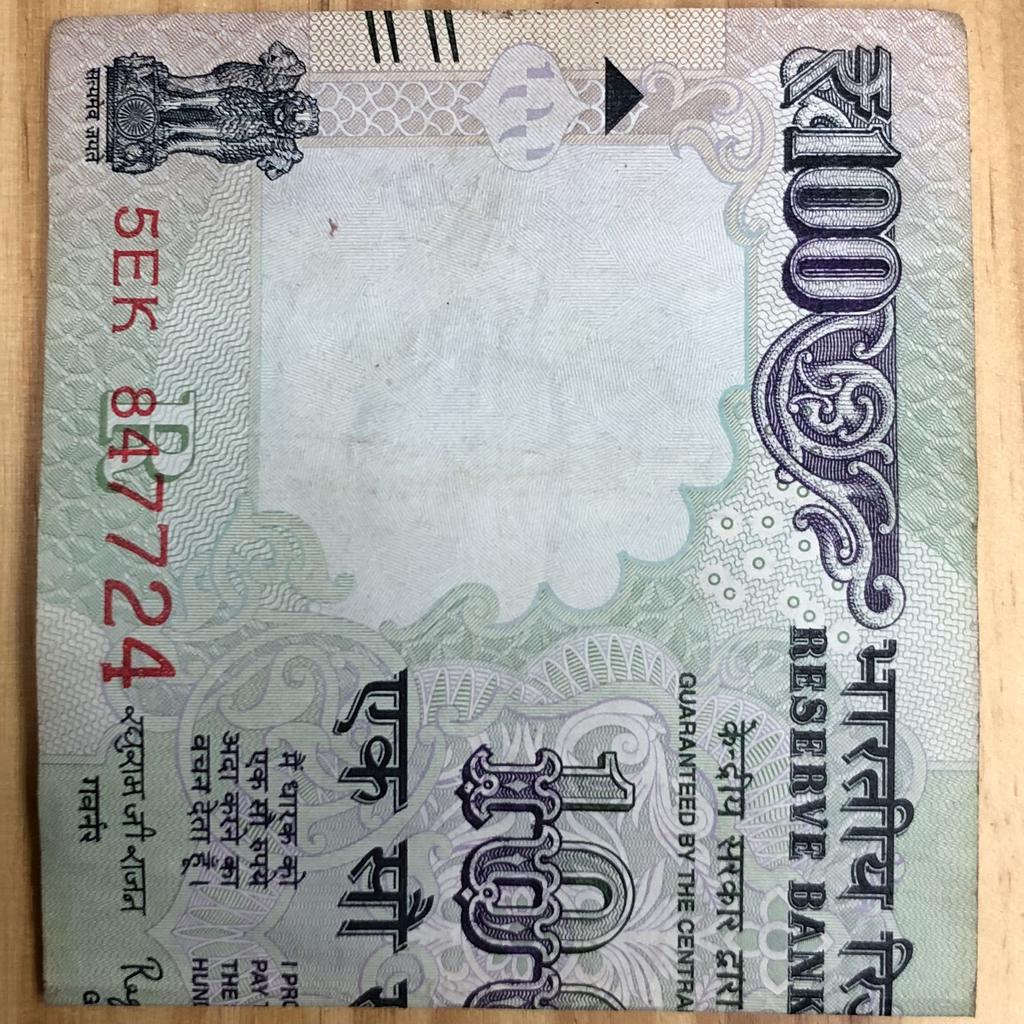 ₹100
भारतीय रि
RESERVE BANK
केन्द्रीय सरकार द्वारा
GUARANTEED BY THE CENTRA
10
एक सौ
मैं धारक को
एक सौ रुपये
अदा करने का
वचन देता हूँ।
I PRO
PAY
THE
HUN
5EK 847724
रघुराम जी राजन
गवर्नर
सत्यमेव जयते